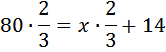 80 · 2/3 = x · 2/3 + 14